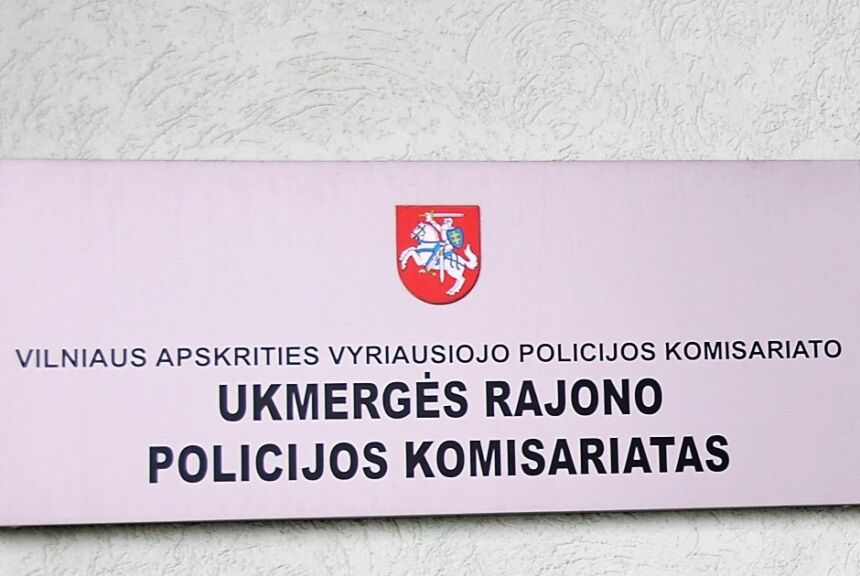 VILNIAUS APSKRITIES VYRIAUSIOJO POLICIJOS KOMISARIATO
UKMERGĖS RAJONO
POLICIJOS KOMISARIATAS